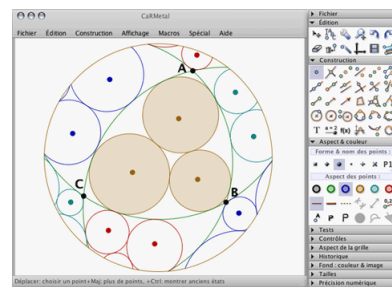 CaRMetal
Fichier Édition Construction Affichage Macros Spécial Aide
A
C
B
Déplacer: choisir un point+Maj: plus de points, +Ctrl: montrer anciens états
Fichier
Édition
Construction
T f(x)
Aspect & couleur
Forme & nom des points :
P1
Aspect des points :
Tests
Contrôles
Aspect de la grille
Historique
Fond : couleur & image
Tailles
Précision numérique